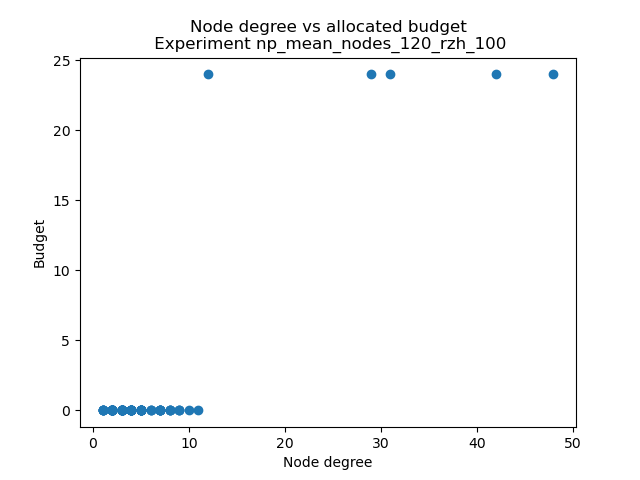 Node degree vs allocated budget
Experiment np_mean_nodes_120_rzh_100
25
20
15
10
5
0
Budget
0 10 20 30 40 50
Node degree